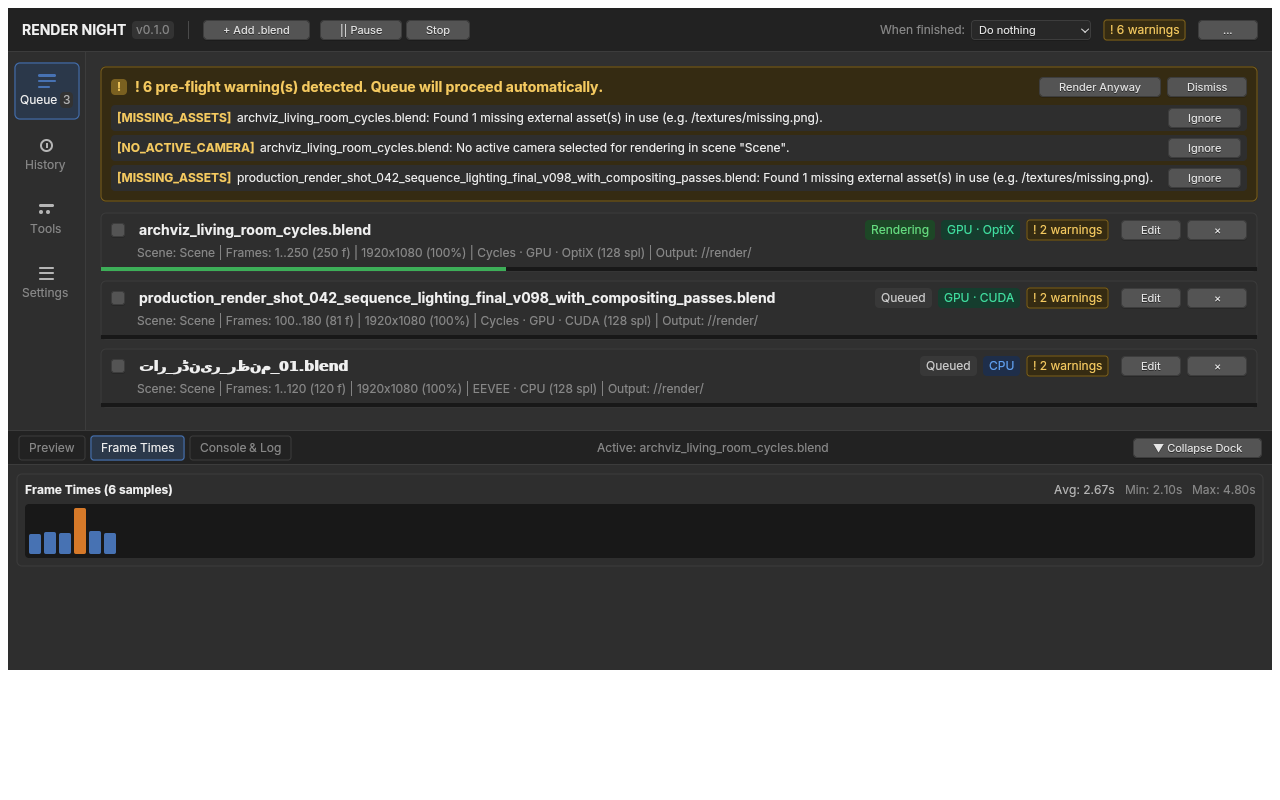 RENDER NIGHT v0.1.0 + Add .blend || Pause Stop When finished: Do nothing ! 6 warnings ...
Queue 3
History
Tools
Settings
! ! 6 pre-flight warning(s) detected. Queue will proceed automatically. Render Anyway Dismiss
[MISSING_ASSETS] archviz_living_room_cycles.blend: Found 1 missing external asset(s) in use (e.g. /textures/missing.png). Ignore
[NO_ACTIVE_CAMERA] archviz_living_room_cycles.blend: No active camera selected for rendering in scene "Scene". Ignore
[MISSING_ASSETS] production_render_shot_042_sequence_lighting_final_v098_with_compositing_passes.blend: Found 1 missing external asset(s) in use (e.g. /textures/missing.png). Ignore
archviz_living_room_cycles.blend Rendering GPU · OptiX ! 2 warnings Edit ×
Scene: Scene | Frames: 1..250 (250 f) | 1920x1080 (100%) | Cycles · GPU · OptiX (128 spl) | Output: //render/
production_render_shot_042_sequence_lighting_final_v098_with_compositing_passes.blend Queued GPU · CUDA ! 2 warnings Edit ×
Scene: Scene | Frames: 100..180 (81 f) | 1920x1080 (100%) | Cycles · GPU · CUDA (128 spl) | Output: //render/
منظر_رینڈر_رات_01.blend Queued CPU ! 2 warnings Edit ×
Scene: Scene | Frames: 1..120 (120 f) | 1920x1080 (100%) | EEVEE · CPU (128 spl) | Output: //render/
Preview Frame Times Console & Log Active: archviz_living_room_cycles.blend ▼ Collapse Dock
Frame Times (6 samples) Avg: 2.67s Min: 2.10s Max: 4.80s